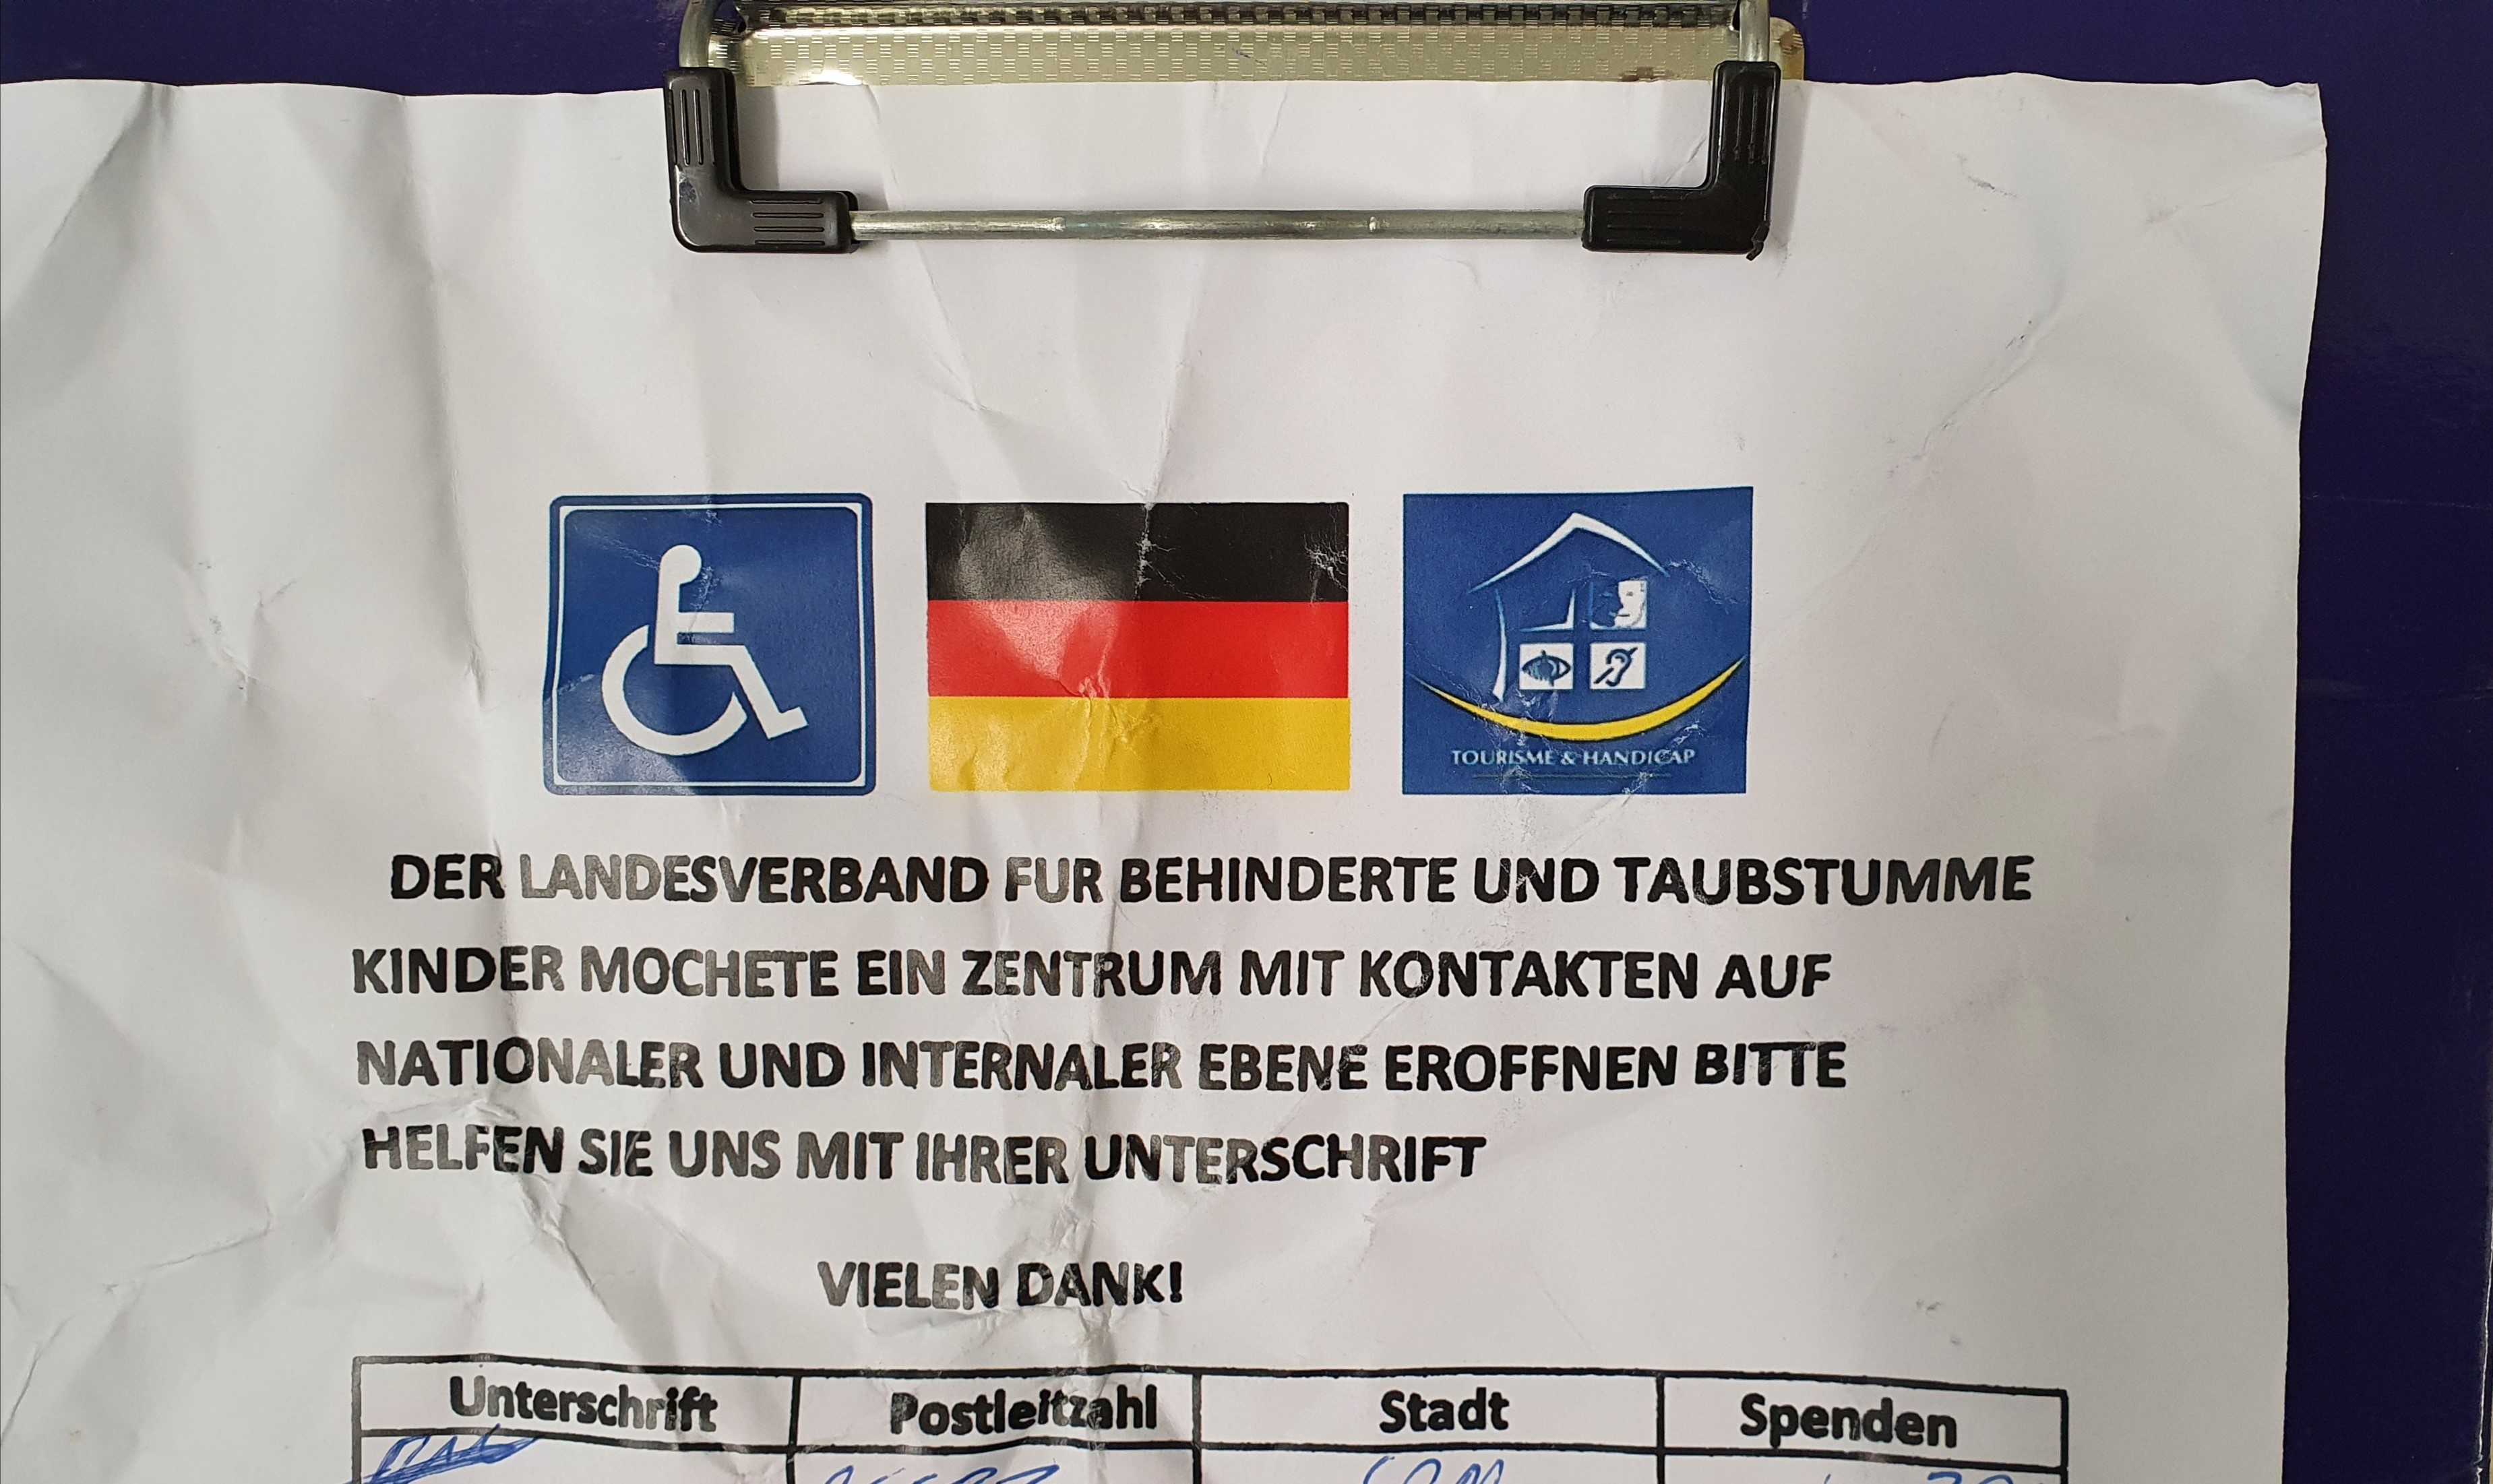 TOURISME & HANDICAP
DER LANDESVERBAND FUR BEHINDERTE UND TAUBSTUMME
KINDER MOCHETE EIN ZENTRUM MIT KONTAKTEN AUF
NATIONALER UND INTERNALER EBENE EROFFNEN BITTE
HELFEN SIE UNS MIT IHRER UNTERSCHRIFT
VIELEN DANK!
Unterschrift Postleitzahl Stadt Spenden